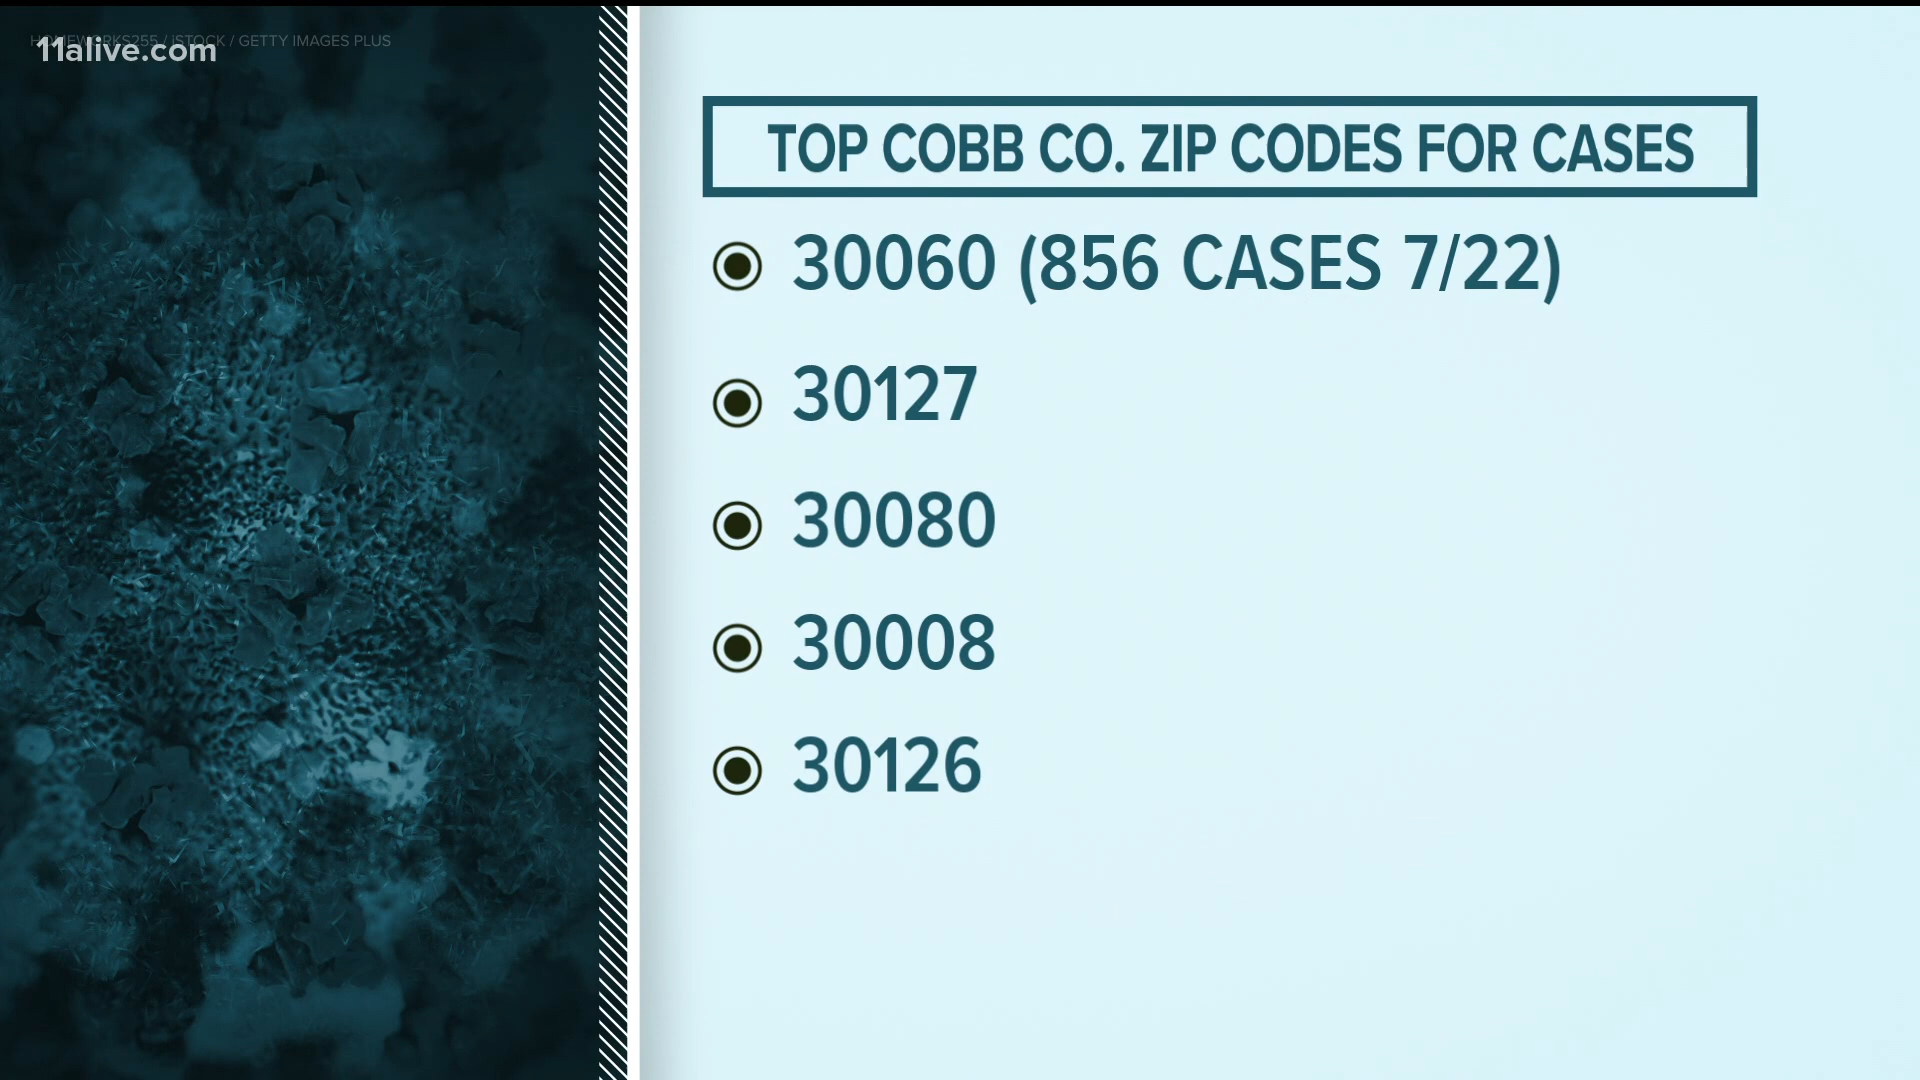 HOMEWORKS255 / iSTOCK / GETTY IMAGES PLUS
11alive.com
TOP COBB CO. ZIP CODES FOR CASES
30060 (856 CASES 7/22)
30127
30080
30008
30126